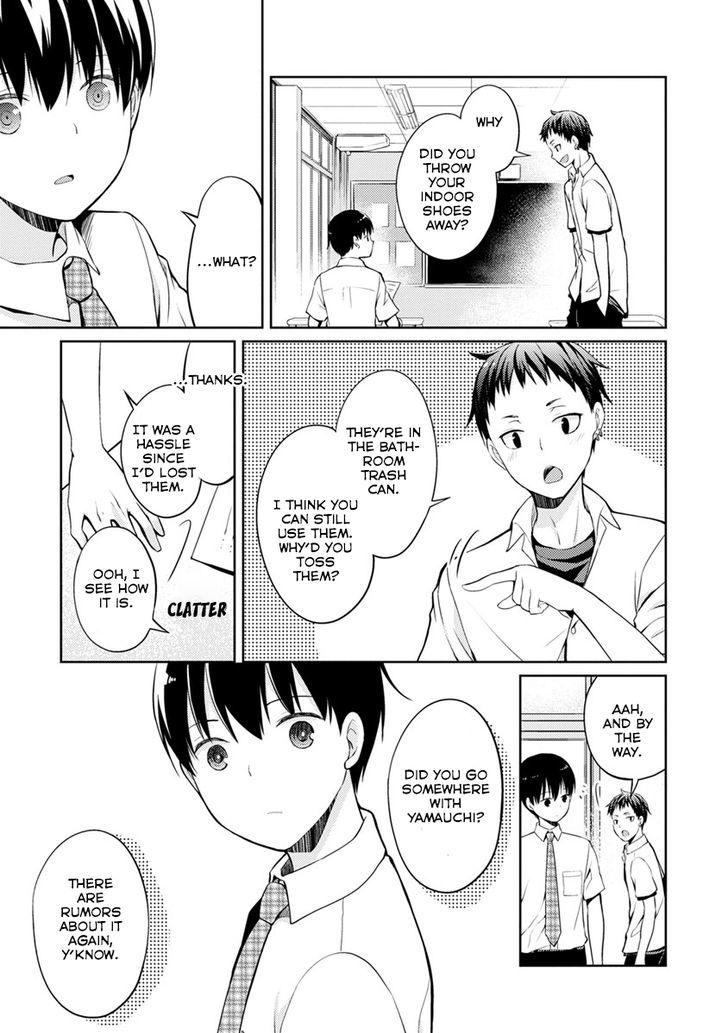 WHY
DID YOU
THROW
YOUR
INDOOR
SHOES
AWAY?
...WHAT?
THEY'RE
IN THE
BATH-
ROOM
TRASH
CAN.
I THINK YOU
CAN STILL
USE THEM.
WHY'D YOU
TOSS
THEM?
...THANKS.
IT WAS A
HASSLE
SINCE
I'D LOST
THEM.
OOH, I
SEE HOW
IT IS.
CLATTER
AAH,
AND BY
THE
WAY.
DID YOU GO
SOMEWHERE
WITH
YAMAUCHI?
THERE
ARE
RUMORS
ABOUT IT
AGAIN,
Y'KNOW.